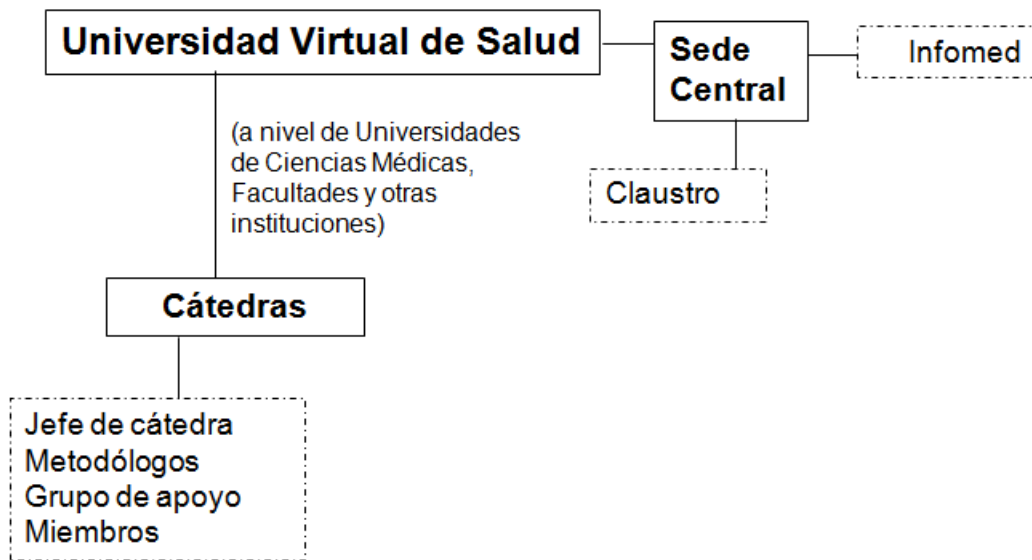 Universidad Virtual de Salud
Sede
Central
Infomed
(a nivel de Universidades
de Ciencias Médicas,
Facultades y otras
instituciones)
Claustro
Cátedras
Jefe de cátedra
Metodólogos
Grupo de apoyo
Miembros